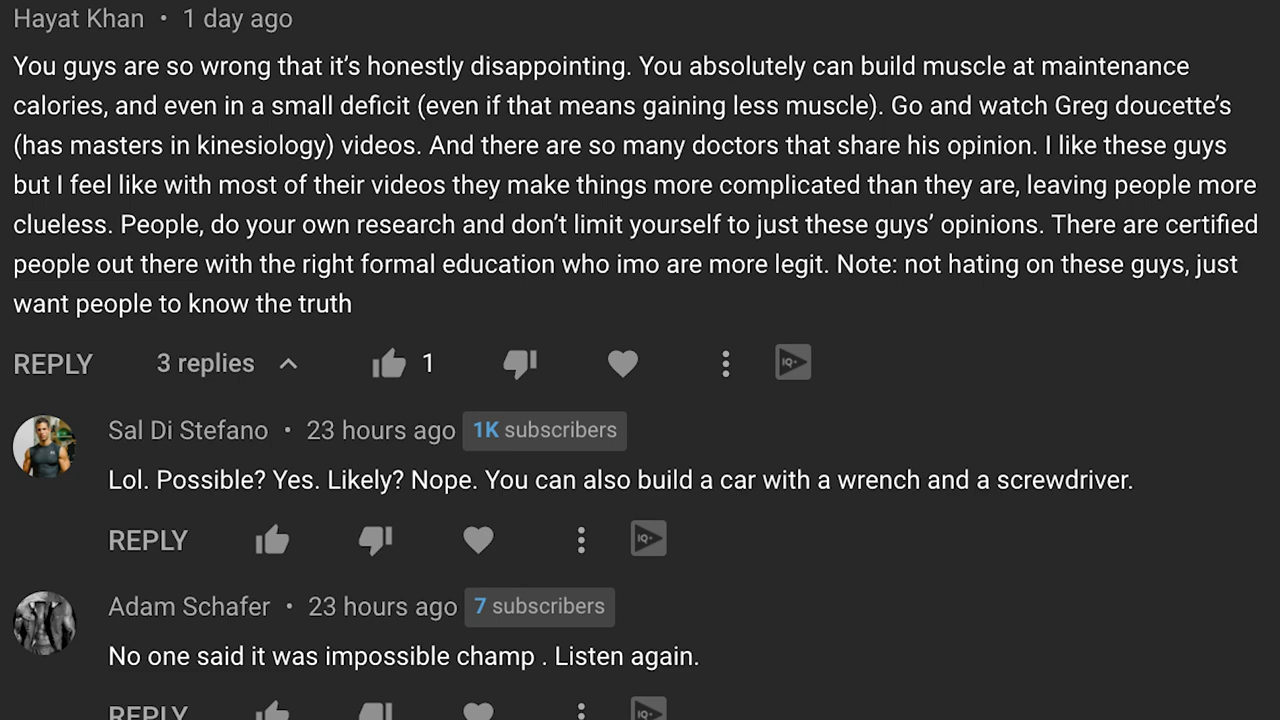 Hayat Khan • 1 day ago
You guys are so wrong that it’s honestly disappointing. You absolutely can build muscle at maintenance
calories, and even in a small deficit (even if that means gaining less muscle). Go and watch Greg doucette’s
(has masters in kinesiology) videos. And there are so many doctors that share his opinion. I like these guys
but I feel like with most of their videos they make things more complicated than they are, leaving people more
clueless. People, do your own research and don’t limit yourself to just these guys’ opinions. There are certified
people out there with the right formal education who imo are more legit. Note: not hating on these guys, just
want people to know the truth
REPLY 3 replies 1 IQ+
Sal Di Stefano • 23 hours ago 1K subscribers
Lol. Possible? Yes. Likely? Nope. You can also build a car with a wrench and a screwdriver.
REPLY IQ+
Adam Schafer • 23 hours ago 7 subscribers
No one said it was impossible champ . Listen again.
REPLY IQ+